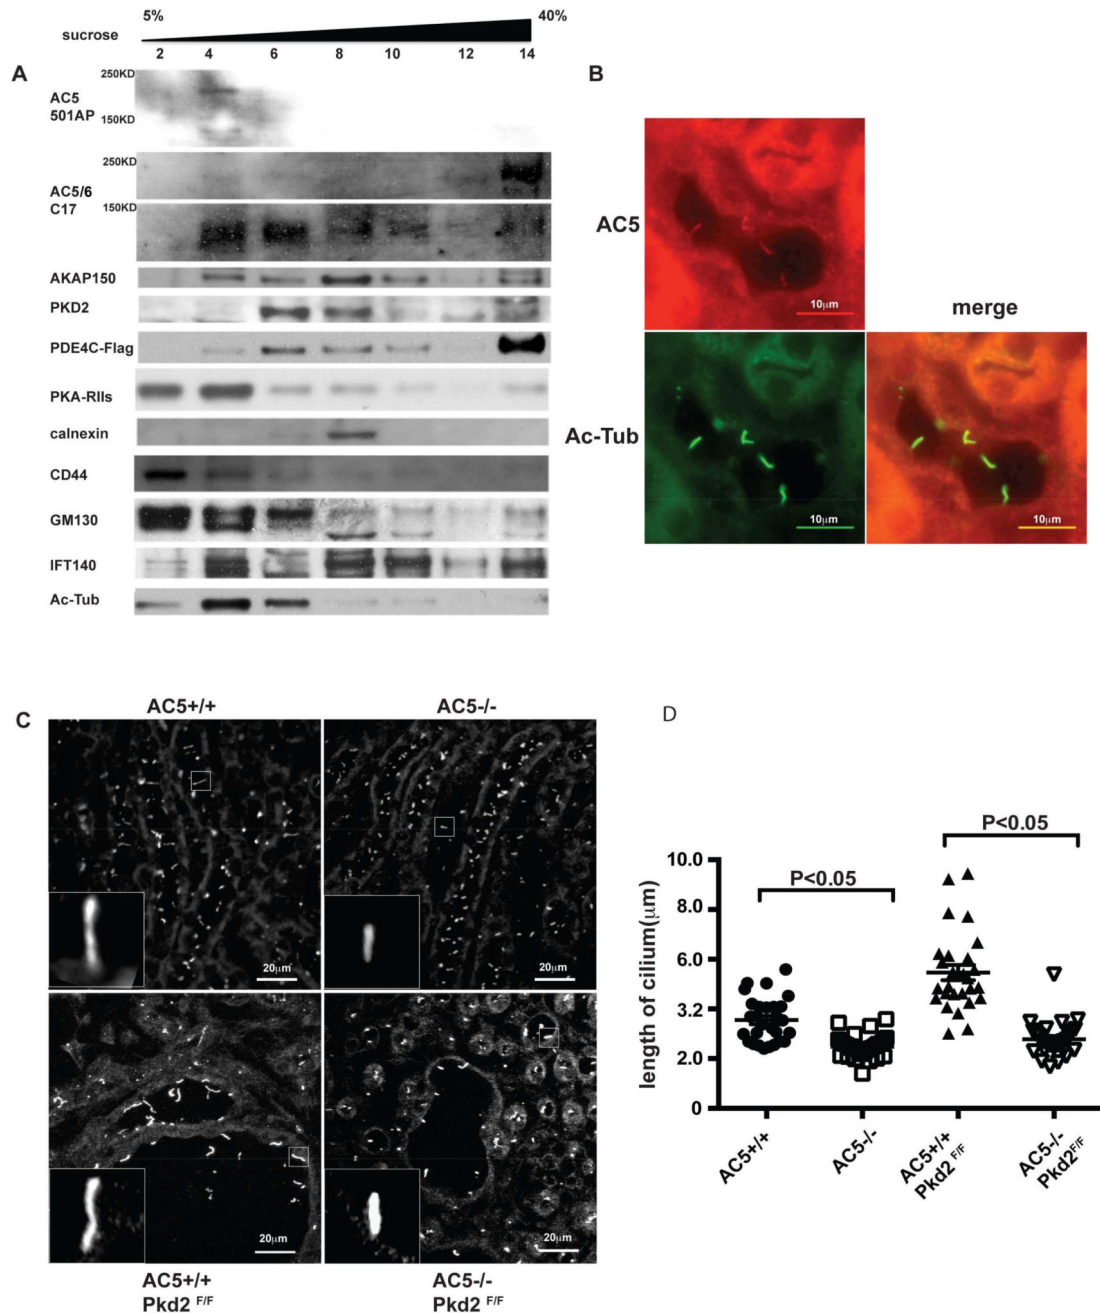 5%
40%
sucrose
2 4 6 8 10 12 14
A
250KD
AC5
501AP
150KD
250KD
AC5/6
C17
150KD
AKAP150
PKD2
PDE4C-Flag
PKA-RIIs
calnexin
CD44
GM130
IFT140
Ac-Tub
B
AC5
10μm
merge
Ac-Tub
10μm
10μm
C
AC5+/+
AC5-/-
20μm
20μm
20μm
20μm
AC5+/+
Pkd2 F/F
AC5-/-
Pkd2 F/F
D
P<0.05
P<0.05
length of cilium(μm)
10.0
8.0
6.0
3.2
2.0
0
AC5+/+
AC5-/-
AC5+/+
Pkd2 F/F
AC5-/-
Pkd2F/F